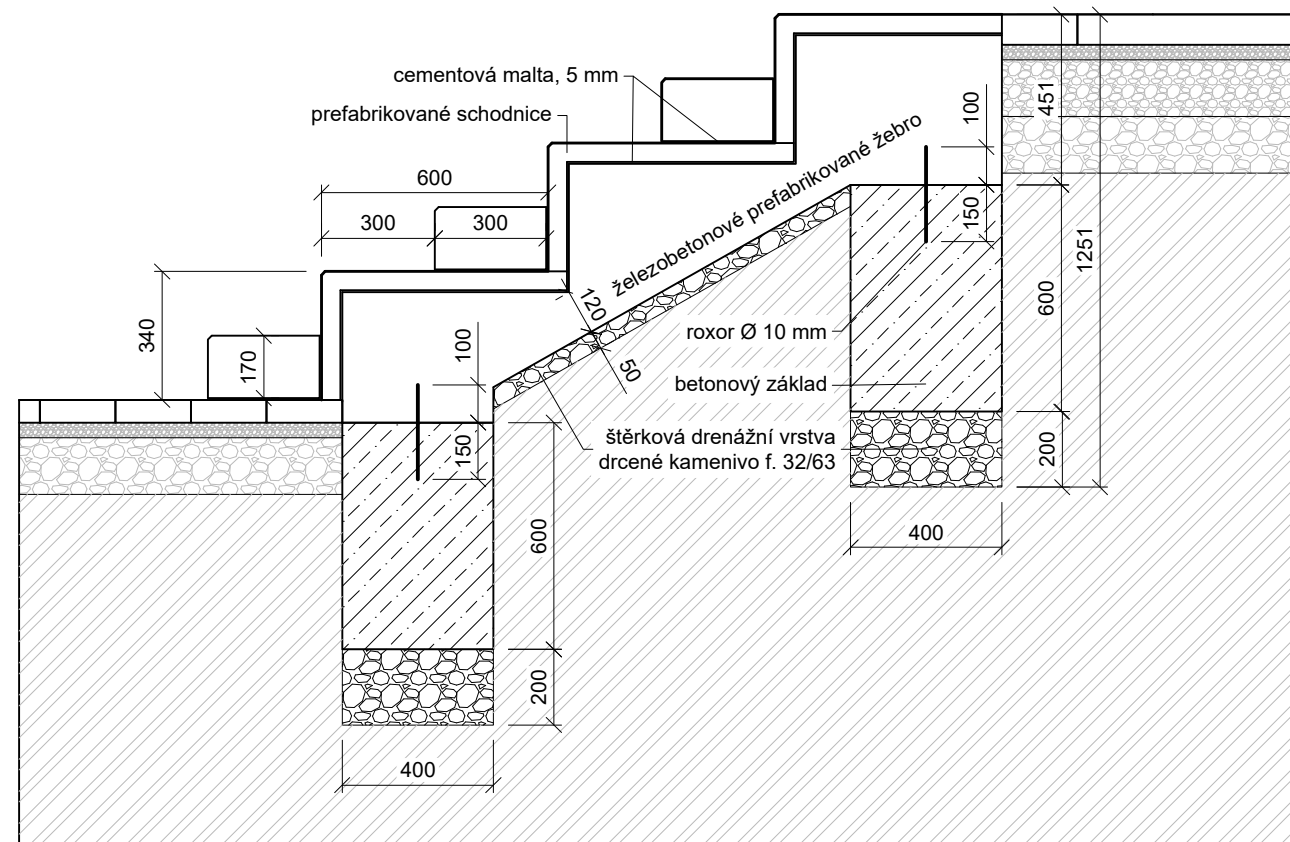 cementová malta, 5 mm
prefabrikované schodnice
600
300
300
340
170
100
150
120
50
železobetonové prefabrikované žebro
100
150
451
1251
600
200
400
roxor Ø 10 mm
betonový základ
štěrková drenážní vrstva
drcené kamenivo f. 32/63
600
200
400